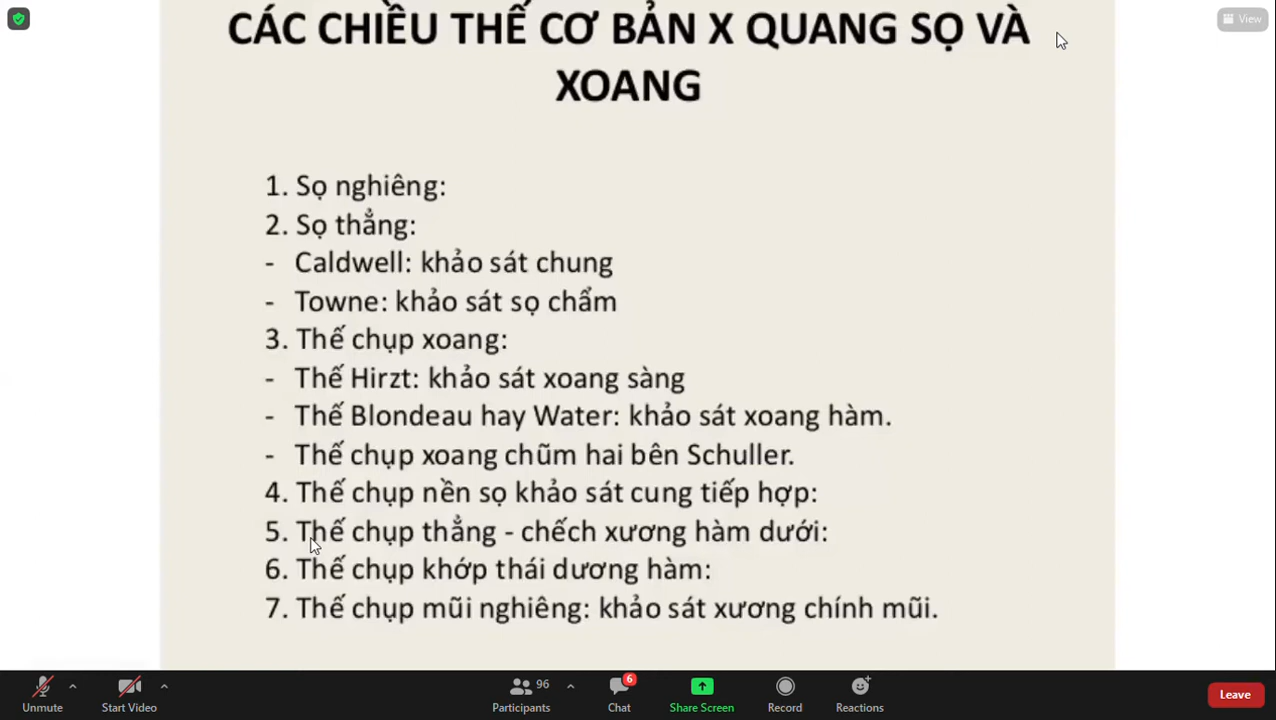 CÁC CHIỀU THẾ CƠ BẢN X QUANG SỌ VÀ
XOANG
View
1. Sọ nghiêng:
2. Sọ thẳng:
- Caldwell: khảo sát chung
- Towne: khảo sát sọ chẩm
3. Thế chụp xoang:
- Thế Hirzt: khảo sát xoang sàng
- Thế Blondeau hay Water: khảo sát xoang hàm.
- Thế chụp xoang chũm hai bên Schuller.
4. Thế chụp nền sọ khảo sát cung tiếp hợp:
5. Thế chụp thẳng - chếch xương hàm dưới:
6. Thế chụp khớp thái dương hàm:
7. Thế chụp mũi nghiêng: khảo sát xương chính mũi.
96
6
Unmute Start Video Participants Chat Share Screen Record Reactions Leave